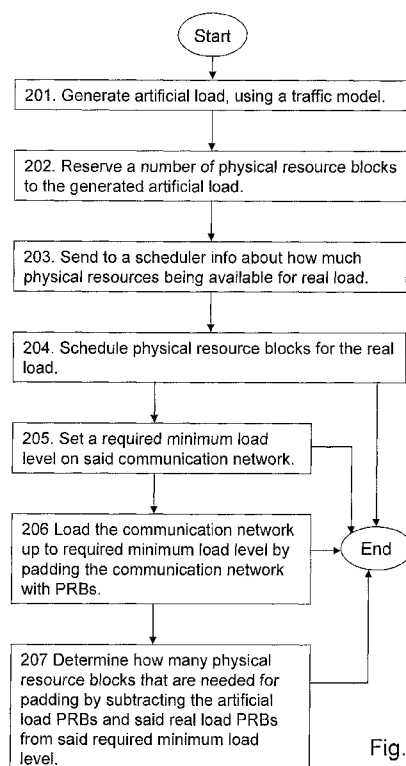 Start
201. Generate artificial load, using a traffic model.
202. Reserve a number of physical resource blocks
to the generated artificial load.
203. Send to a scheduler info about how much
physical resources being available for real load.
204. Schedule physical resource blocks for the real
load.
205. Set a required minimum load
level on said communication network.
206 Load the communication network
up to required minimum load level by
padding the communication network
with PRBs.
End
207 Determine how many physical
resource blocks that are needed for
padding by subtracting the artificial
load PRBs and said real load PRBs
from said required minimum load
level.
Fig.